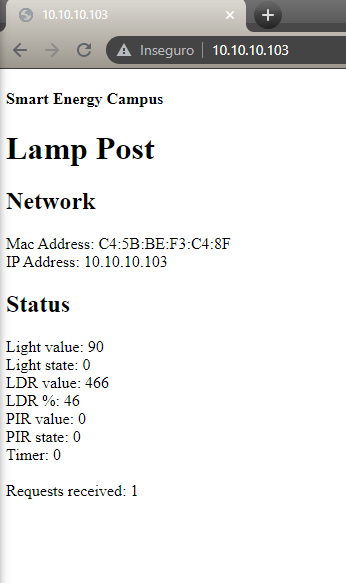 10.10.10.103
Inseguro 10.10.10.103
Smart Energy Campus
Lamp Post
Network
Mac Address: C4:5B:BE:F3:C4:8F
IP Address: 10.10.10.103
Status
Light value: 90
Light state: 0
LDR value: 466
LDR %: 46
PIR value: 0
PIR state: 0
Timer: 0
Requests received: 1